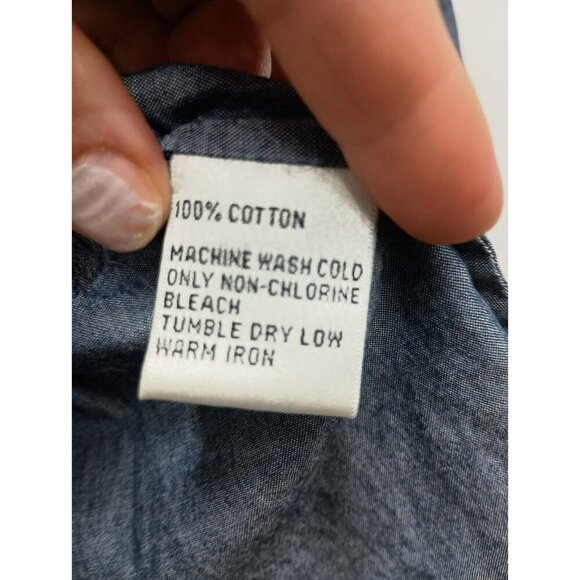 100% COTTON
MACHINE WASH COLD
ONLY NON-CHLORINE
BLEACH
TUMBLE DRY LOW
WARM IRON